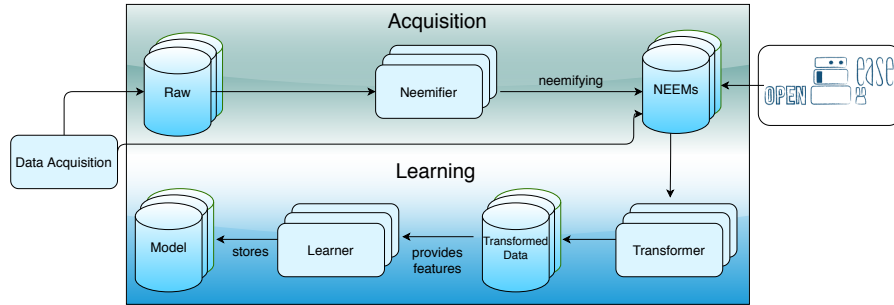 Acquisition
Raw
Neemifier
neemifying
NEEMs
OPEN
ease
Data Acquisition
Learning
Model
stores
Learner
provides
features
Transformed
Data
Transformer